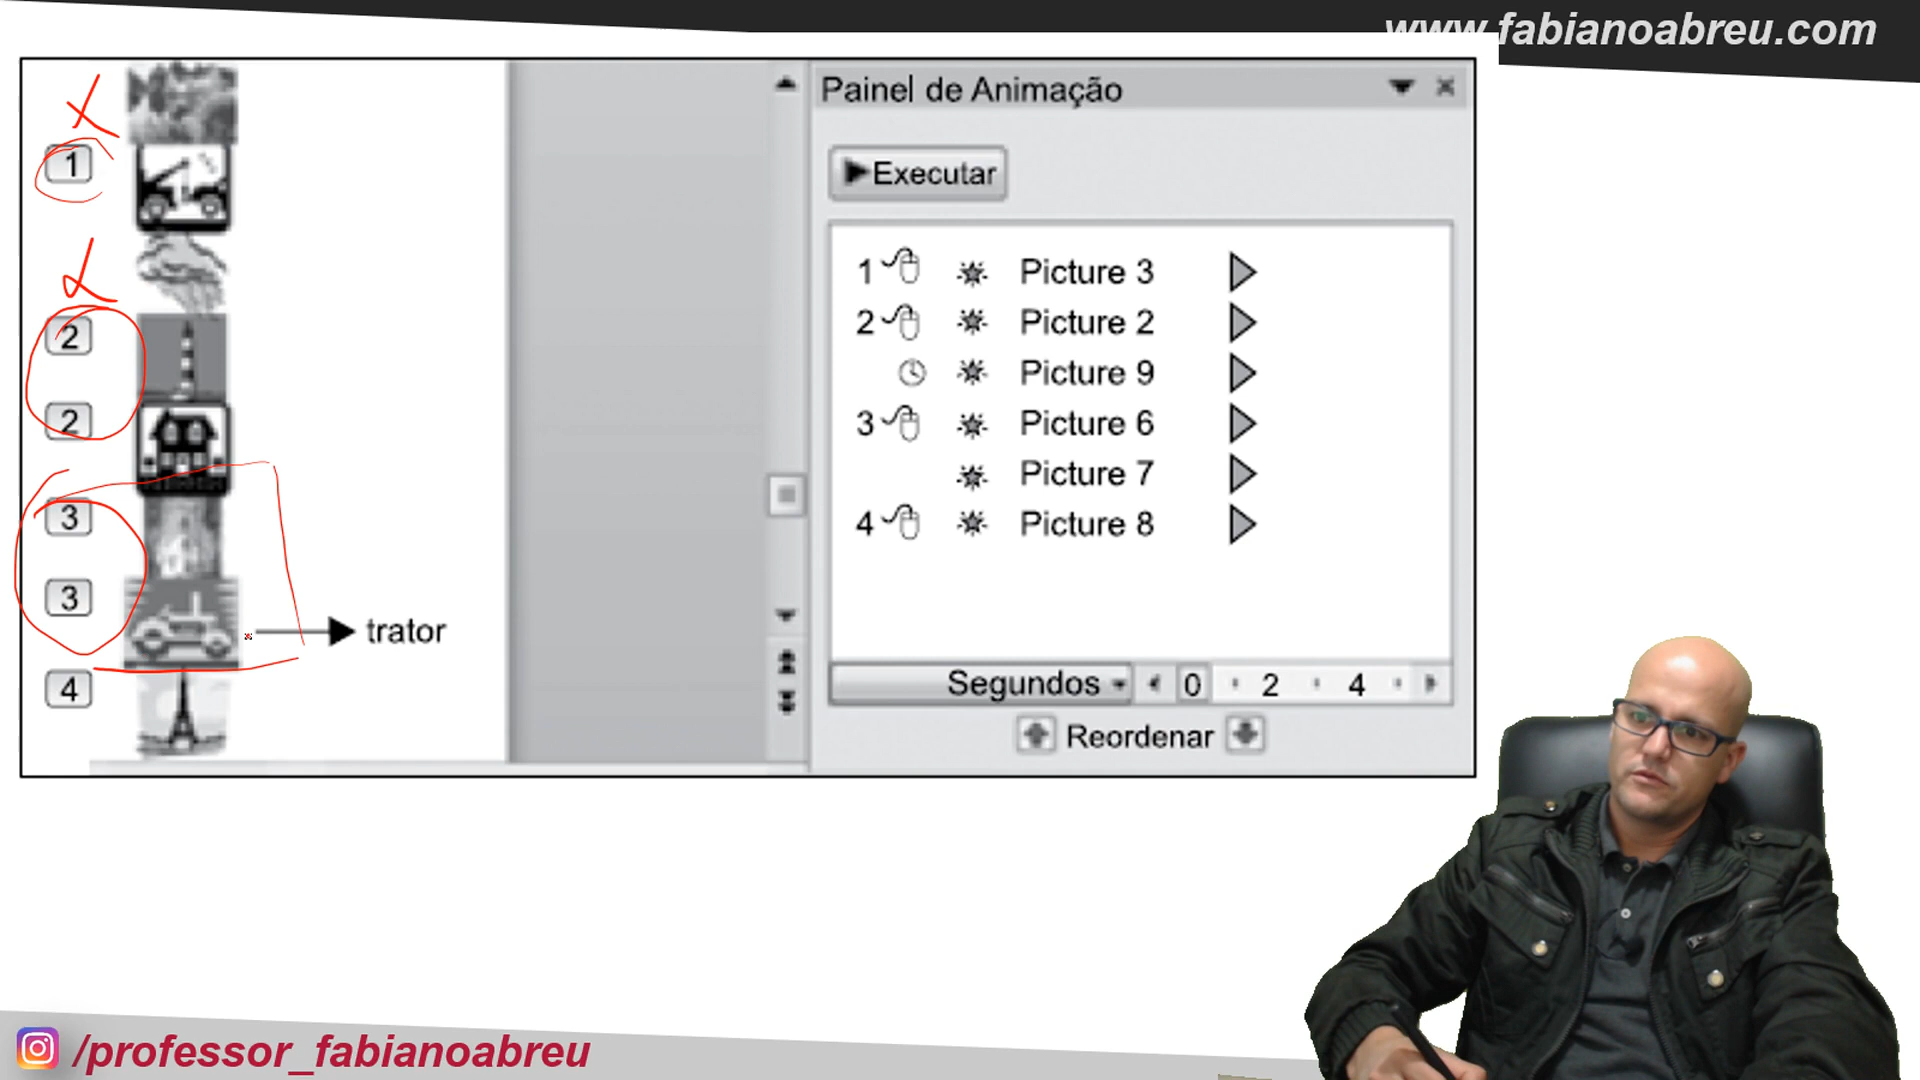 www.fabianoabreu.com
X
1
2
2
3
3
4
trator
Painel de Animação
Executar
1 Picture 3
2 Picture 2
Picture 9
3 Picture 6
Picture 7
4 Picture 8
Segundos 0 2 4
Reordenar
/professor_fabianoabreu